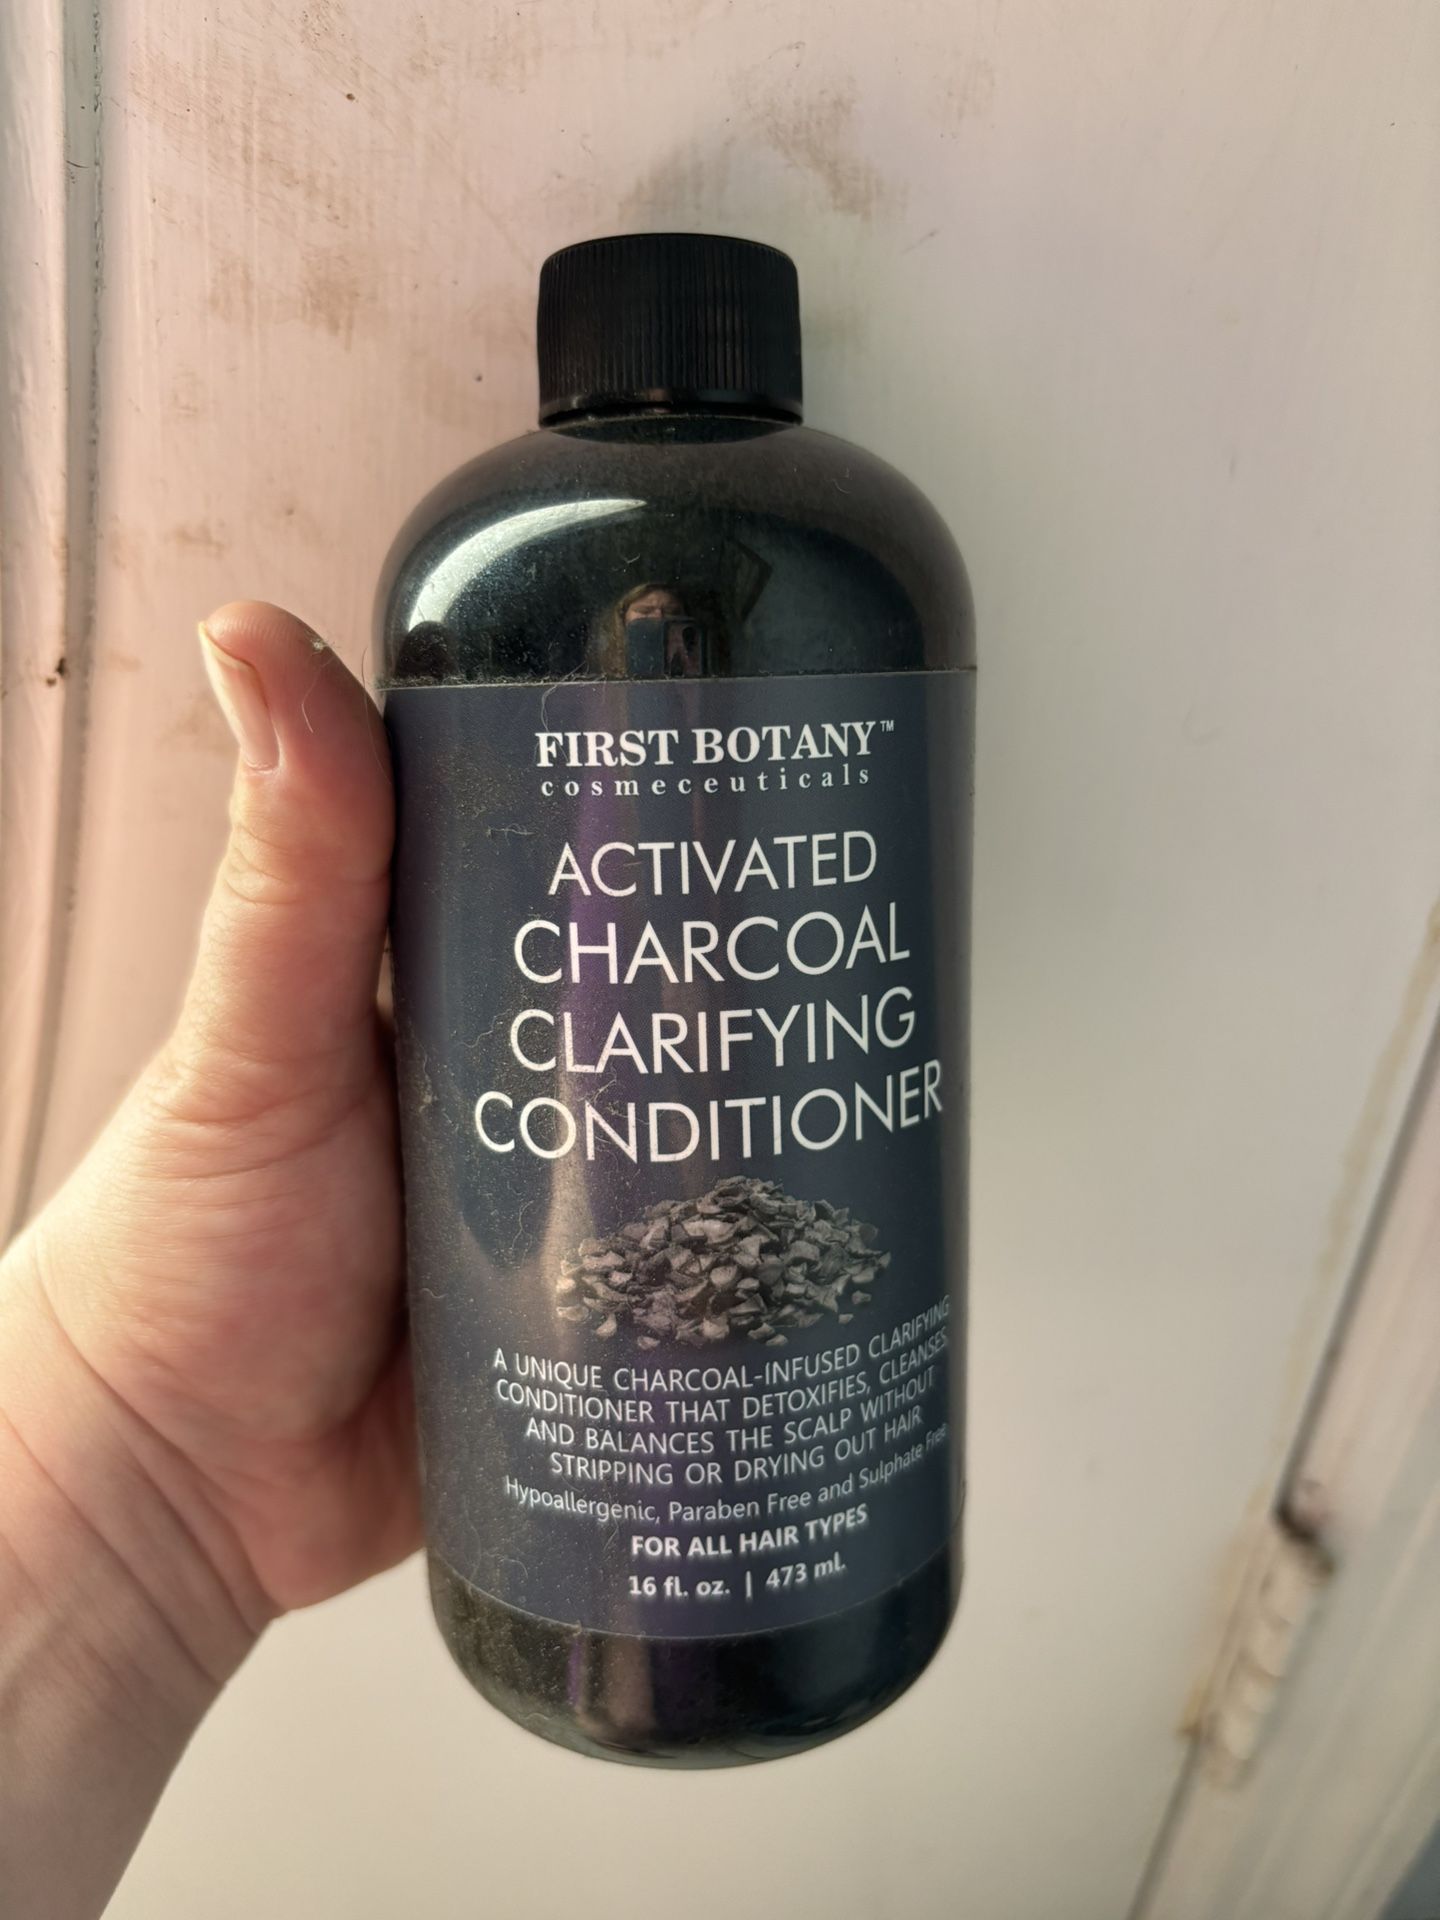 FIRST BOTANY™
cosmeceuticals
ACTIVATED
CHARCOAL
CLARIFYING
CONDITIONER
A UNIQUE CHARCOAL-INFUSED CLARIFYING
CONDITIONER THAT DETOXIFIES, CLEANSES,
AND BALANCES THE SCALP WITHOUT
STRIPPING OR DRYING OUT HAIR
Hypoallergenic, Paraben Free and Sulphate Free
FOR ALL HAIR TYPES
16 fl. oz. | 473 ml.